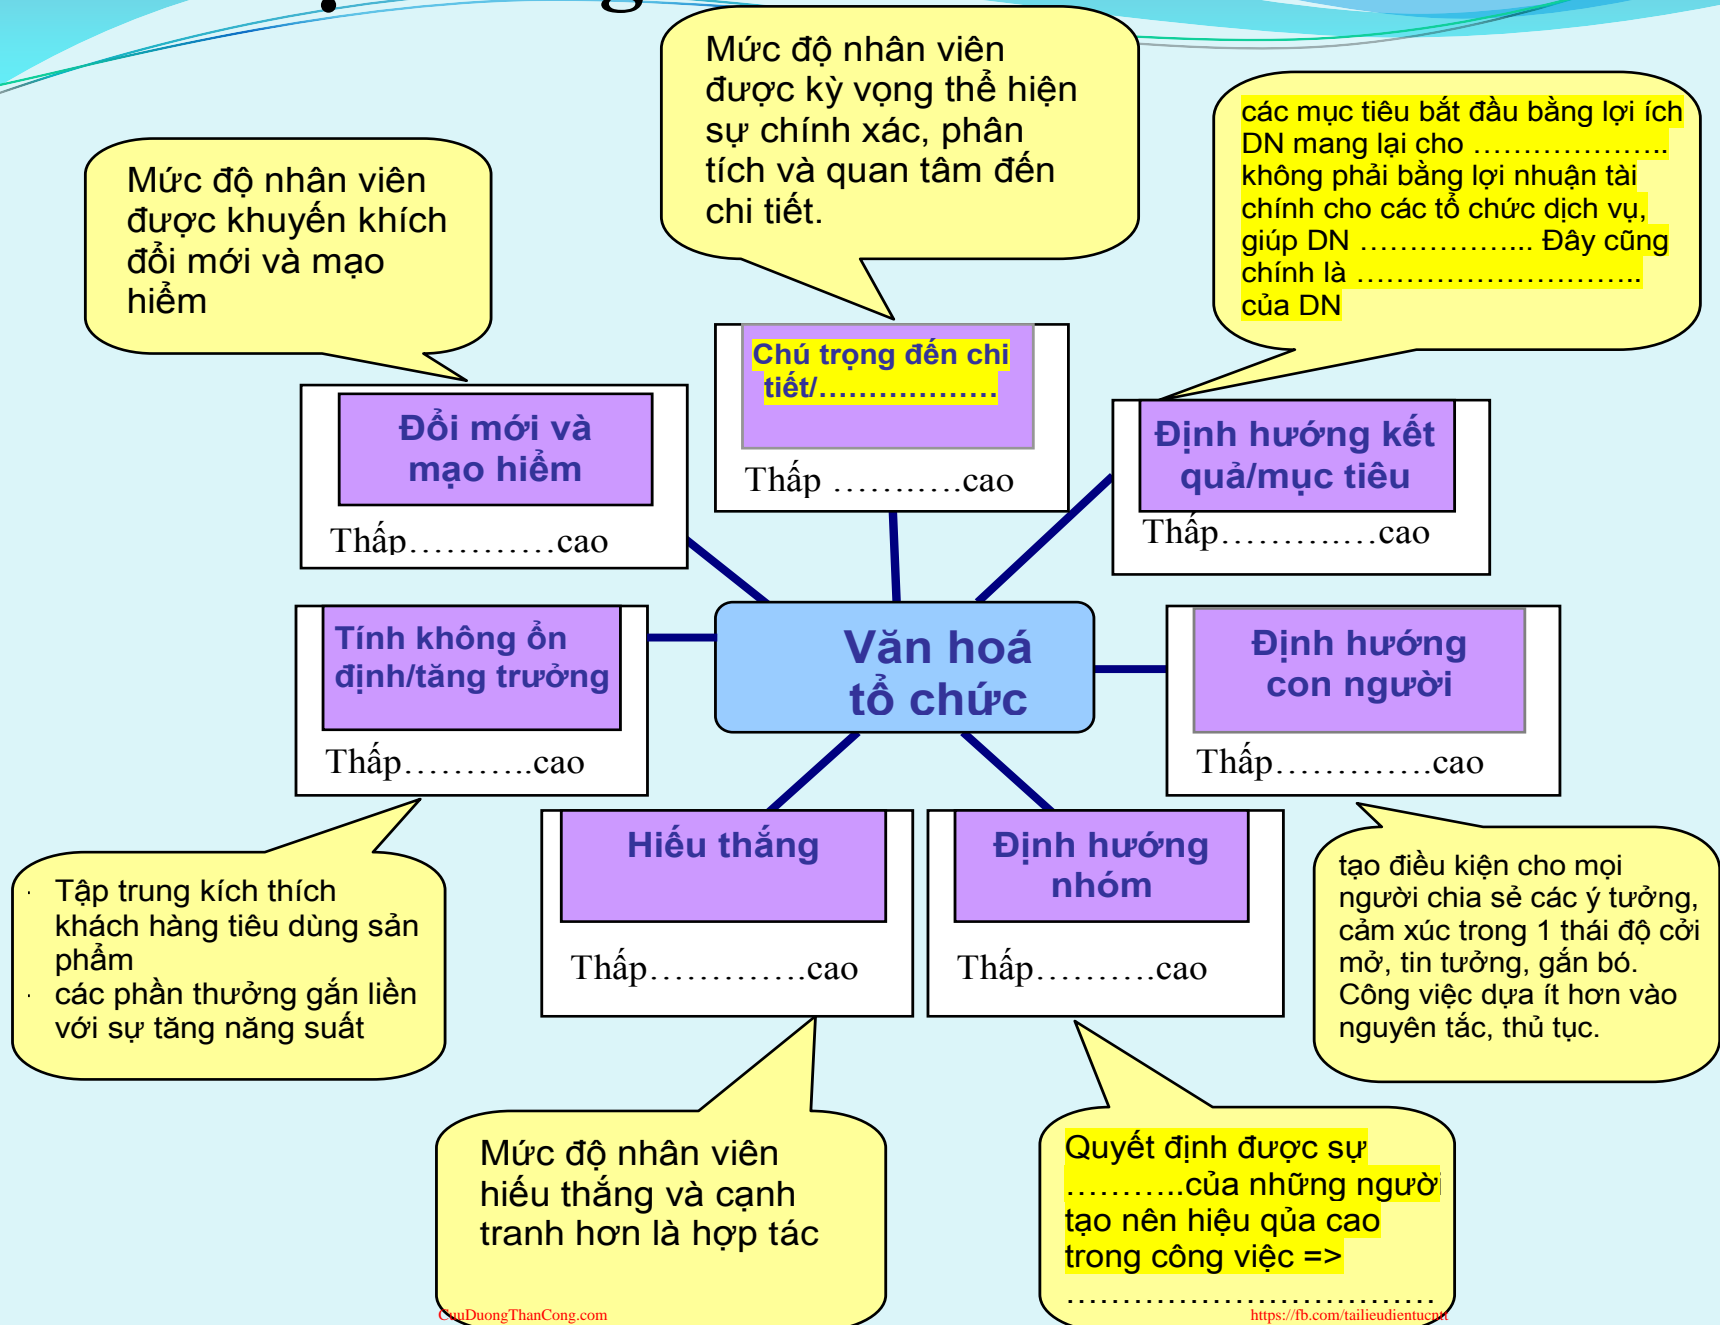 Mức độ nhân viên
được kỳ vọng thể hiện
sự chính xác, phân
tích và quan tâm đến
chi tiết.
các mục tiêu bắt đầu bằng lợi ích
DN mang lại cho ………………..
không phải bằng lợi nhuận tài
chính cho các tổ chức dịch vụ,
giúp DN ……………... Đây cũng
chính là ………………………..
của DN
Mức độ nhân viên
được khuyến khích
đổi mới và mạo
hiểm
Chú trọng đến chi
tiết/………………
Thấp ……….…cao
Đổi mới và
mạo hiểm
Thấp…………cao
Định hướng kết
quả/mục tiêu
Thấp……….…cao
Tính không ổn
định/tăng trưởng
Thấp………..cao
Văn hoá
tổ chức
Định hướng
con người
Thấp………….cao
Hiếu thắng
Thấp………….cao
Định hướng
nhóm
Thấp……….cao
· Tập trung kích thích
khách hàng tiêu dùng sản
phẩm
· các phần thưởng gắn liền
với sự tăng năng suất
tạo điều kiện cho mọi
người chia sẻ các ý tưởng,
cảm xúc trong 1 thái độ cởi
mở, tin tưởng, gắn bó.
Công việc dựa ít hơn vào
nguyên tắc, thủ tục.
Mức độ nhân viên
hiếu thắng và cạnh
tranh hơn là hợp tác
Quyết định được sự
………..của những người
tạo nên hiệu qủa cao
trong công việc =>
……………………………
CuuDuongThanCong.com
https://fb.com/tailieudientucntt